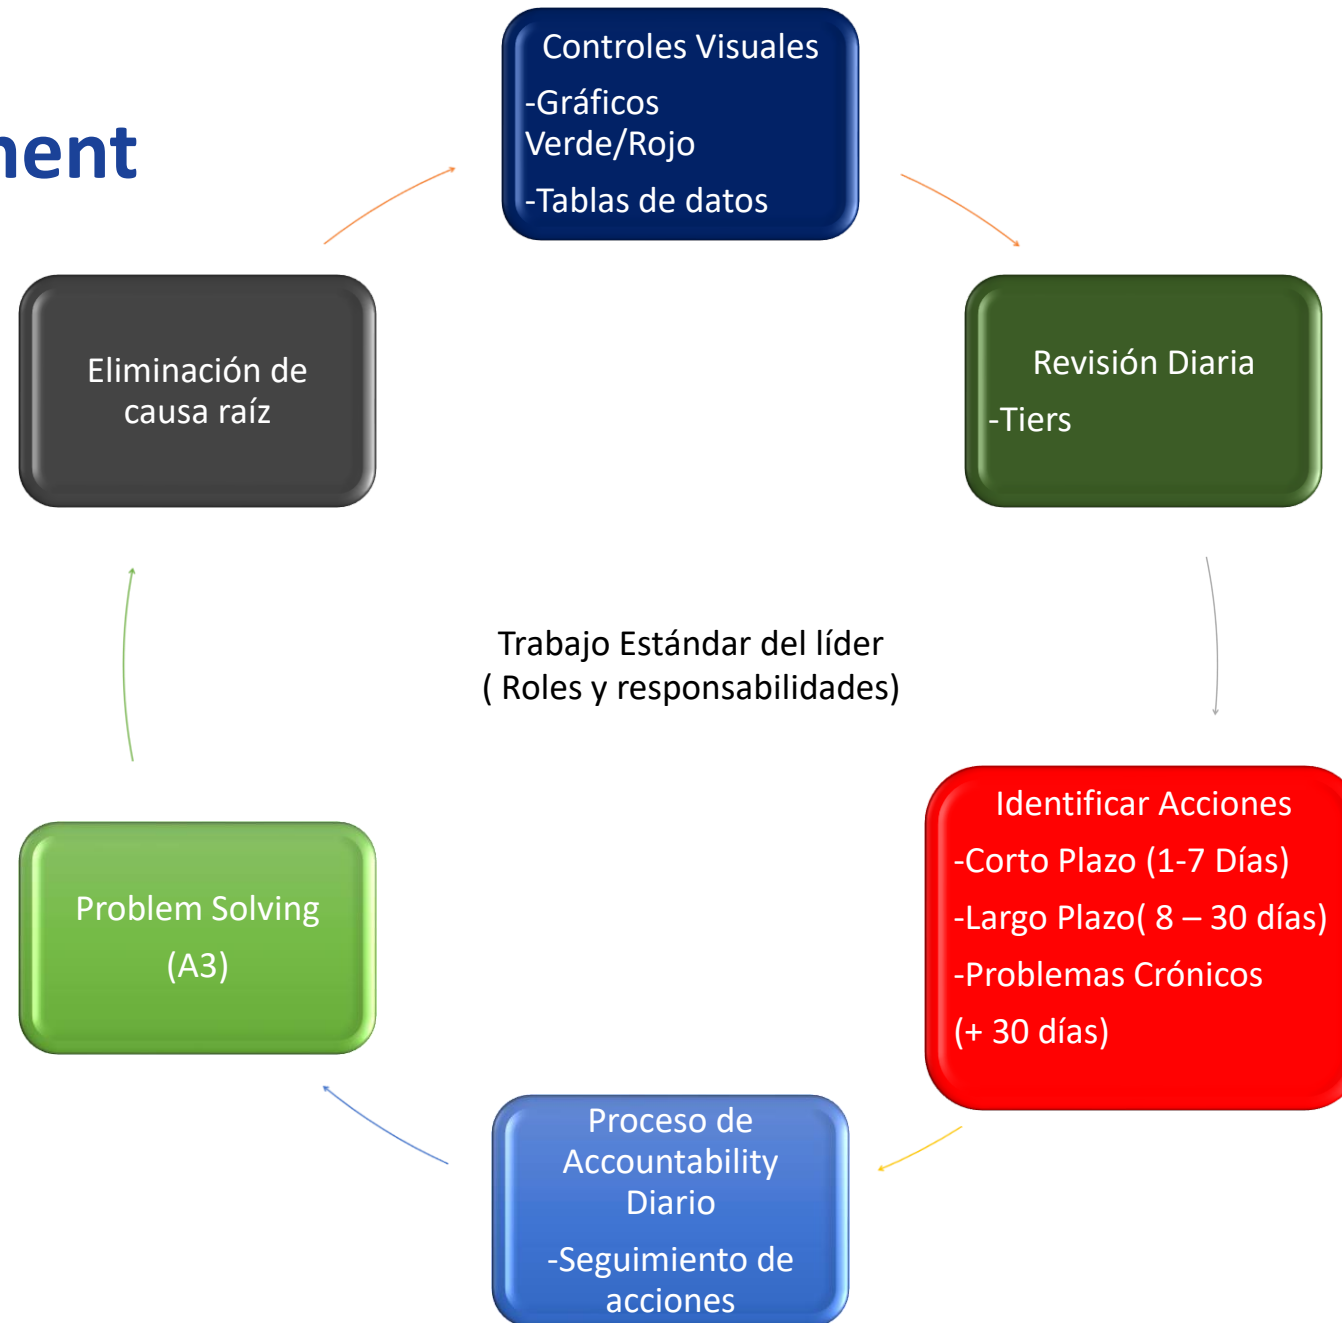 ment
Controles Visuales
-Gráficos
Verde/Rojo
-Tablas de datos
Revisión Diaria
-Tiers
Identificar Acciones
-Corto Plazo (1-7 Días)
-Largo Plazo( 8 – 30 días)
-Problemas Crónicos
(+ 30 días)
Proceso de
Accountability
Diario
-Seguimiento de
acciones
Problem Solving
(A3)
Eliminación de
causa raíz
Trabajo Estándar del líder
( Roles y responsabilidades)